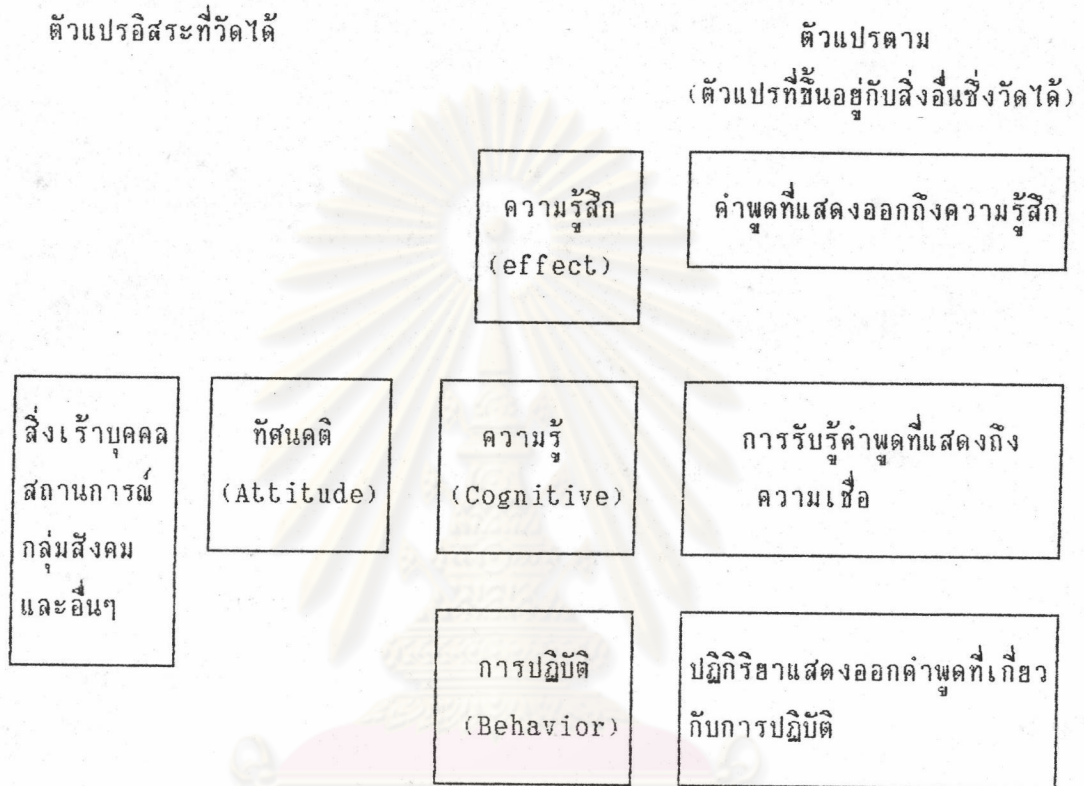 ตัวแปรอิสระที่วัดได้
ตัวแปรตาม
(ตัวแปรที่ขึ้นอยู่กับสิ่งอื่นซึ่งวัดได้)
ความรู้สึก
(effect)
คำพูดที่แสดงออกถึงความรู้สึก
สิ่งเร้าบุคคล
สถานการณ์
กลุ่มสังคม
และอื่นๆ
ทัศนคติ
(Attitude)
ความรู้
(Cognitive)
การรับรู้คำพูดที่แสดงถึง
ความเชื่อ
การปฏิบัติ
(Behavior)
ปฏิกิริยาแสดงออกคำพูดที่เกี่ยว
กับการปฏิบัติ